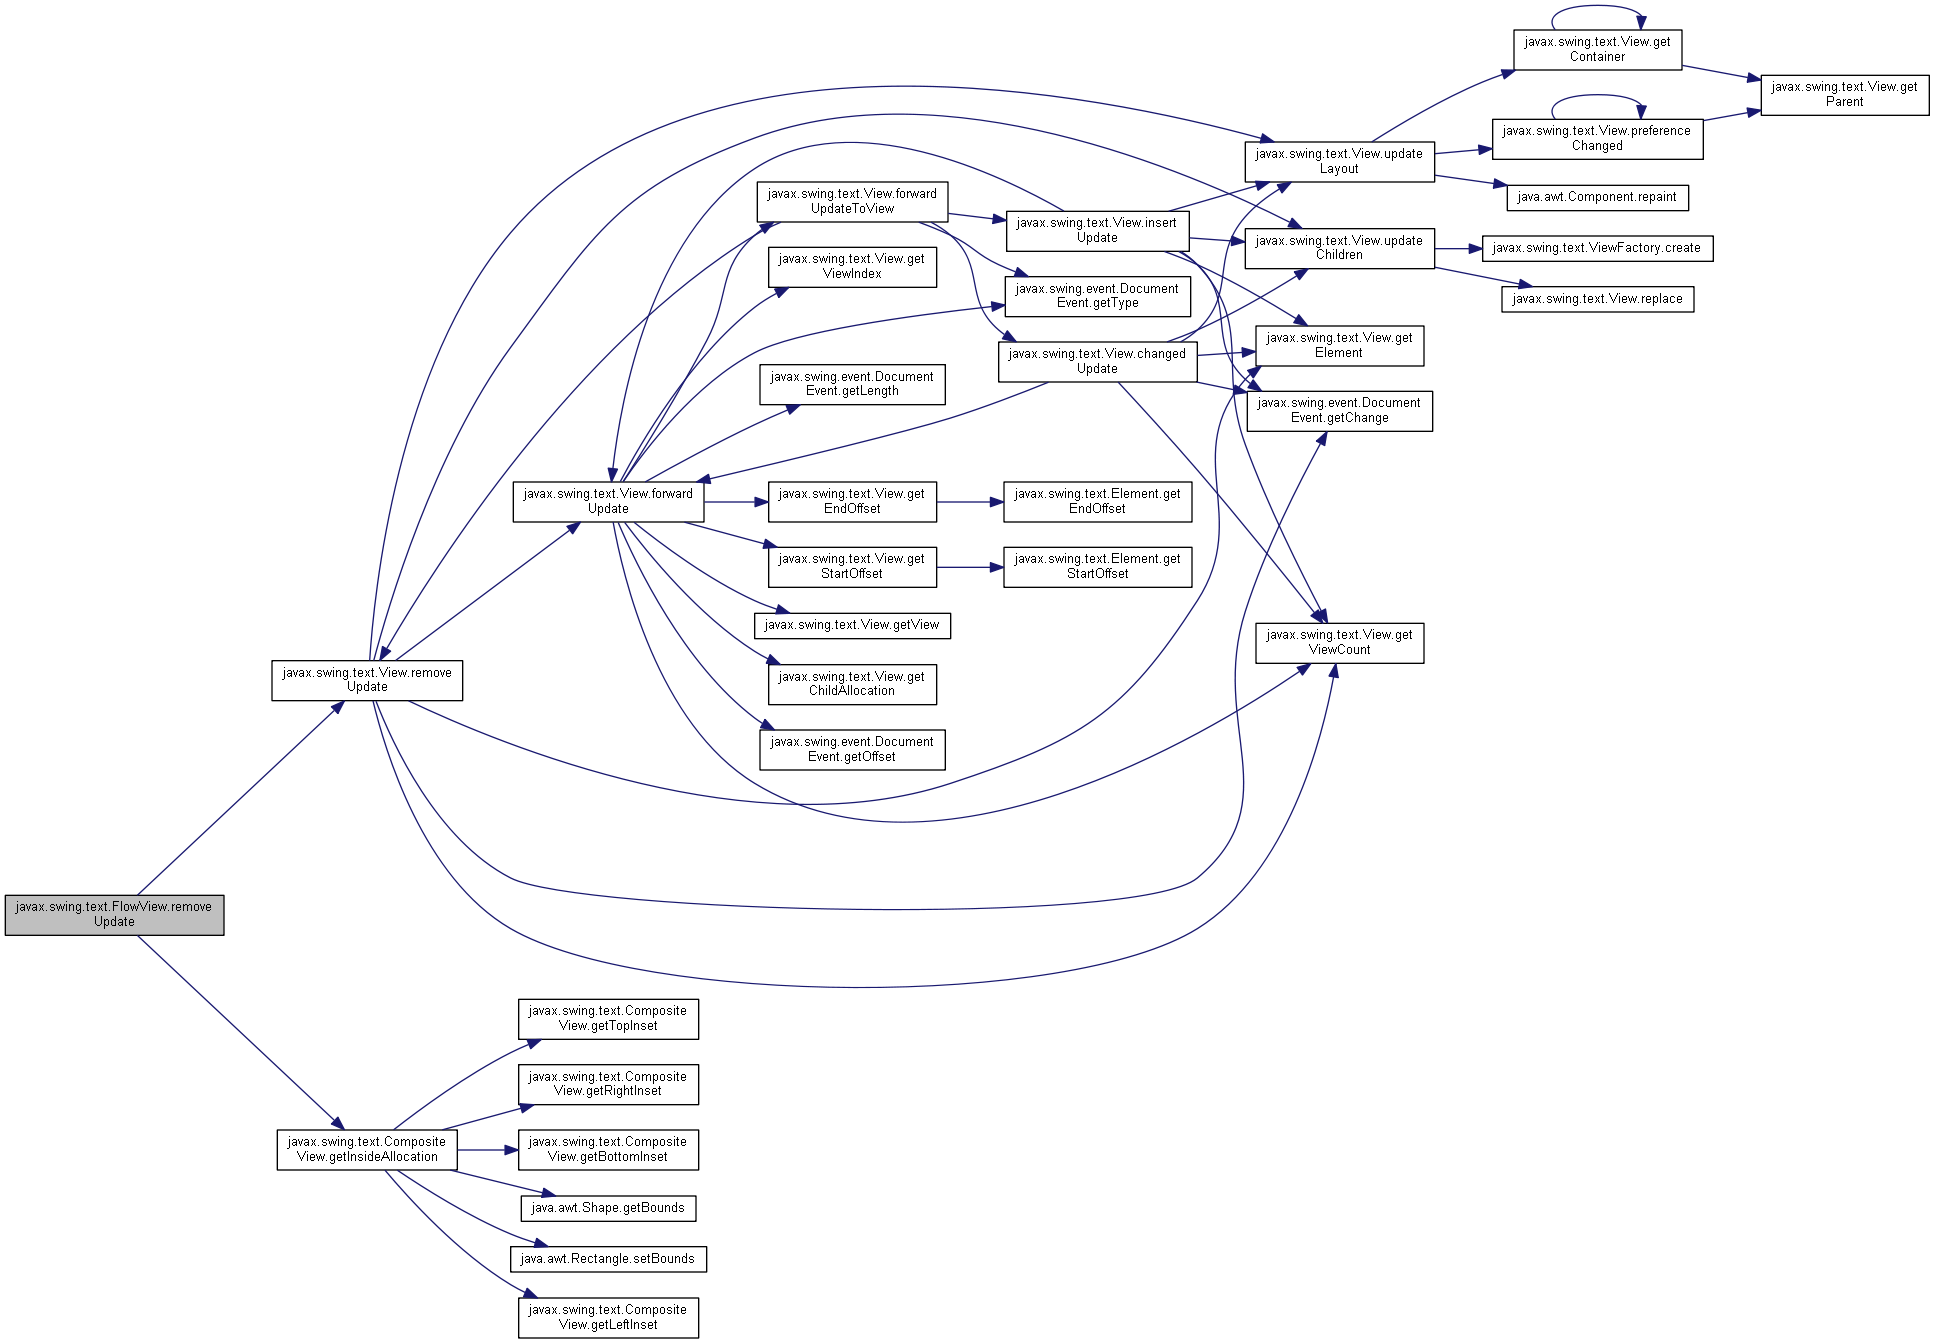 javax.swing.text.View.get
Container
javax.swing.text.View.get
Parent
javax.swing.text.View.preference
Changed
javax.swing.text.View.update
Layout
java.awt.Component.repaint
javax.swing.text.View.forward
UpdateToView
javax.swing.text.View.insert
Update
javax.swing.text.View.update
Children
javax.swing.text.ViewFactory.create
javax.swing.text.View.get
ViewIndex
javax.swing.event.Document
Event.getType
javax.swing.text.View.replace
javax.swing.text.View.get
Element
javax.swing.text.View.changed
Update
javax.swing.event.Document
Event.getLength
javax.swing.event.Document
Event.getChange
javax.swing.text.View.forward
Update
javax.swing.text.View.get
EndOffset
javax.swing.text.Element.get
EndOffset
javax.swing.text.View.get
StartOffset
javax.swing.text.Element.get
StartOffset
javax.swing.text.View.getView
javax.swing.text.View.get
ViewCount
javax.swing.text.View.remove
Update
javax.swing.text.View.get
ChildAllocation
javax.swing.event.Document
Event.getOffset
javax.swing.text.FlowView.remove
Update
javax.swing.text.Composite
View.getTopInset
javax.swing.text.Composite
View.getRightInset
javax.swing.text.Composite
View.getInsideAllocation
javax.swing.text.Composite
View.getBottomInset
java.awt.Shape.getBounds
java.awt.Rectangle.setBounds
javax.swing.text.Composite
View.getLeftInset